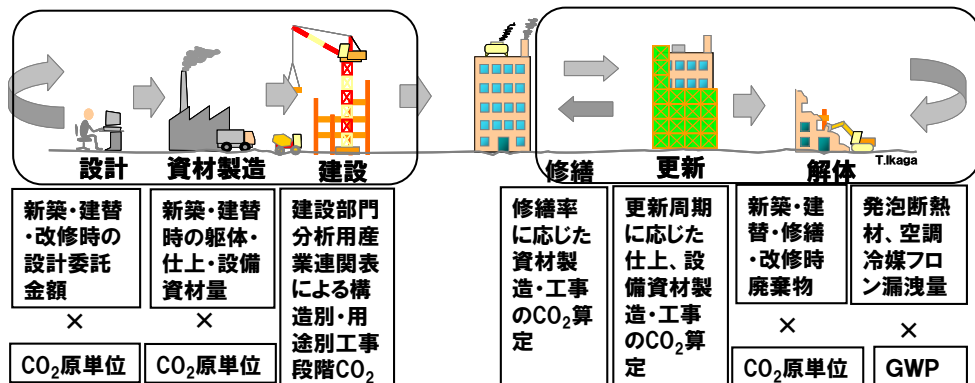 設計
資材製造
建設
修繕
更新
解体
T.Ikaga
新築・建替
・改修時の
設計委託
金額
×
CO₂原単位
新築・建替
時の躯体・
仕上・設備
資材量
×
CO₂原単位
建設部門
分析用産
業連関表
による構
造別・用
途別工事
段階CO₂
修繕率
に応じた
資材製
造・工事
のCO₂算
定
更新周期
に応じた
仕上、設
備資材製
造・工事
のCO₂算
定
新築・建
替・修繕
・改修時
廃棄物
×
CO₂原単位
発泡断熱
材、空調
冷媒フロ
ン漏洩量
×
GWP